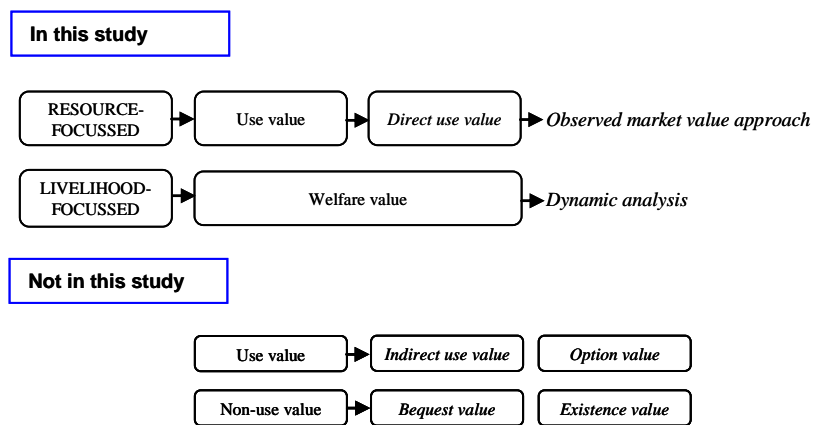 In this study
RESOURCE-
FOCUSSED
Use value
Direct use value
Observed market value approach
LIVELIHOOD-
FOCUSSED
Welfare value
Dynamic analysis
Not in this study
Use value
Indirect use value
Option value
Non-use value
Bequest value
Existence value